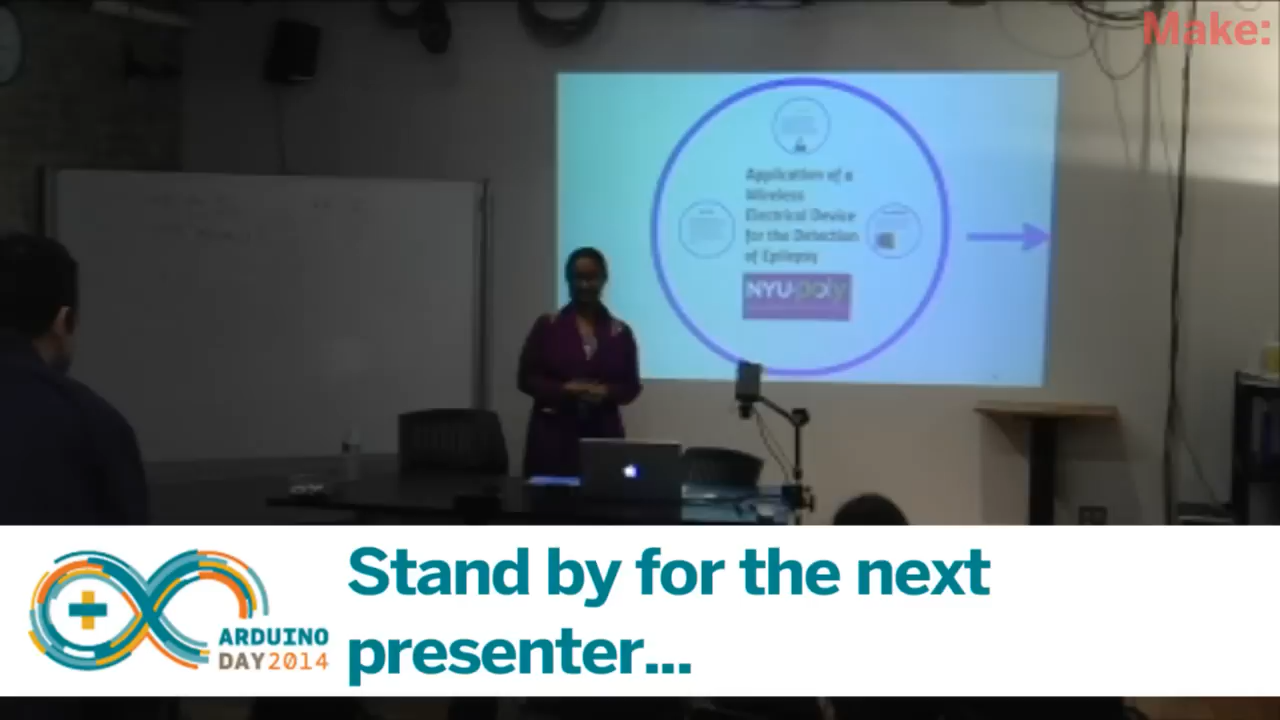 Make:
Application of a
Wireless
Electrical Device
for the Detection
of Epilepsy
NYU·poly
Stand by for the next
presenter...
ARDUINO
DAY2014